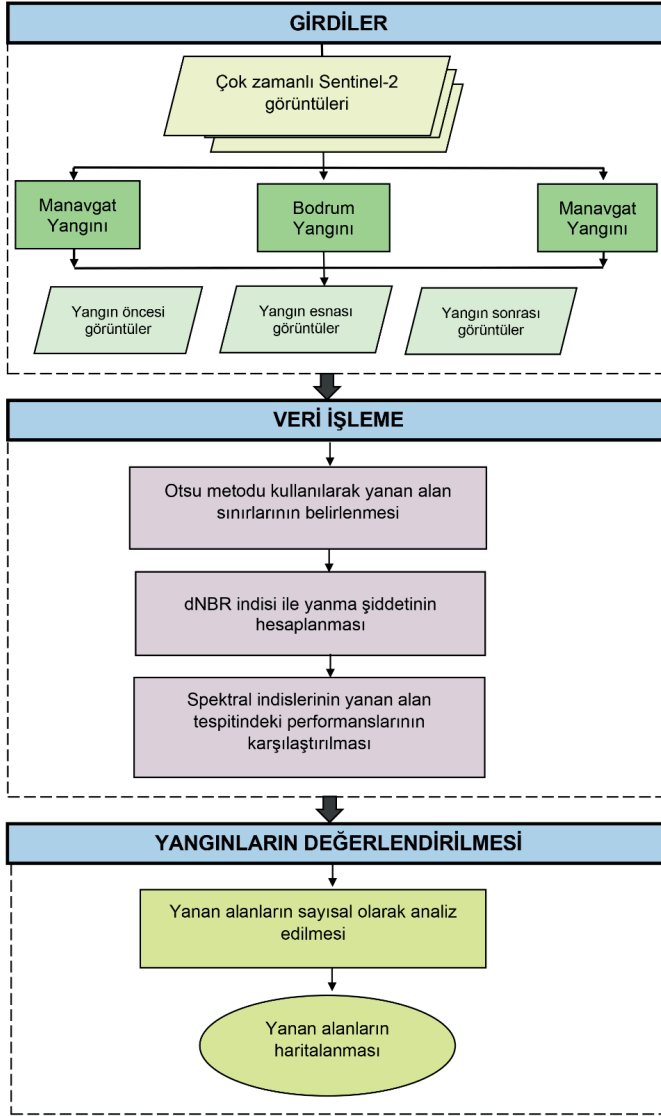 GİRDİLER
Çok zamanlı Sentinel-2
görüntüleri
Manavgat
Yangını
Bodrum
Yangını
Manavgat
Yangını
Yangın öncesi
görüntüler
Yangın esnası
görüntüler
Yangın sonrası
görüntüler
VERİ İŞLEME
Otsu metodu kullanılarak yanan alan
sınırlarının belirlenmesi
dNBR indisi ile yanma şiddetinin
hesaplanması
Spektral indislerinin yanan alan
tespitindeki performanslarının
karşılaştırılması
YANGINLARIN DEĞERLENDİRİLMESİ
Yanan alanların sayısal olarak analiz
edilmesi
Yanan alanların
haritalanması